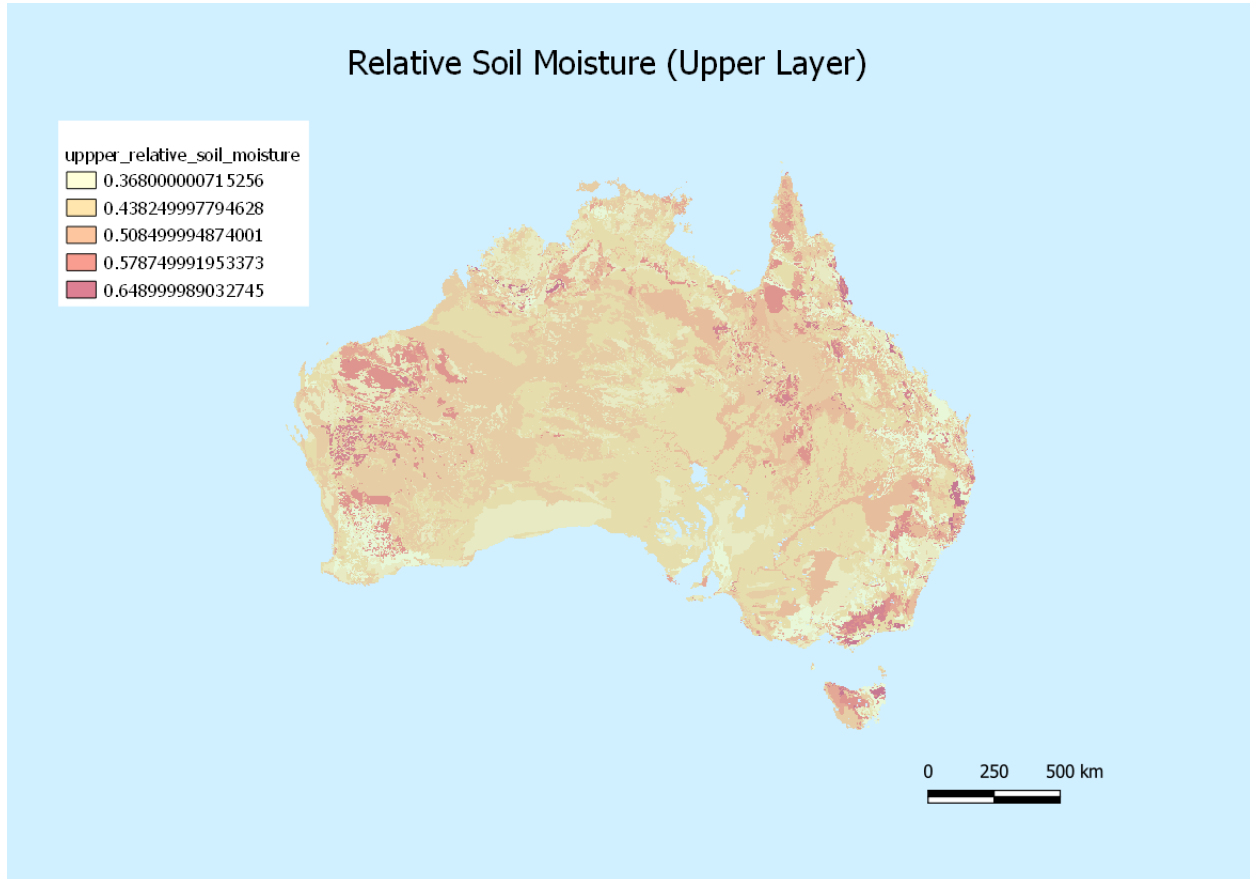 Relative Soil Moisture (Upper Layer)
uppper_relative_soil_moisture
0.368000000715256
0.438249997794628
0.508499994874001
0.578749991953373
0.648999989032745
0 250 500 km